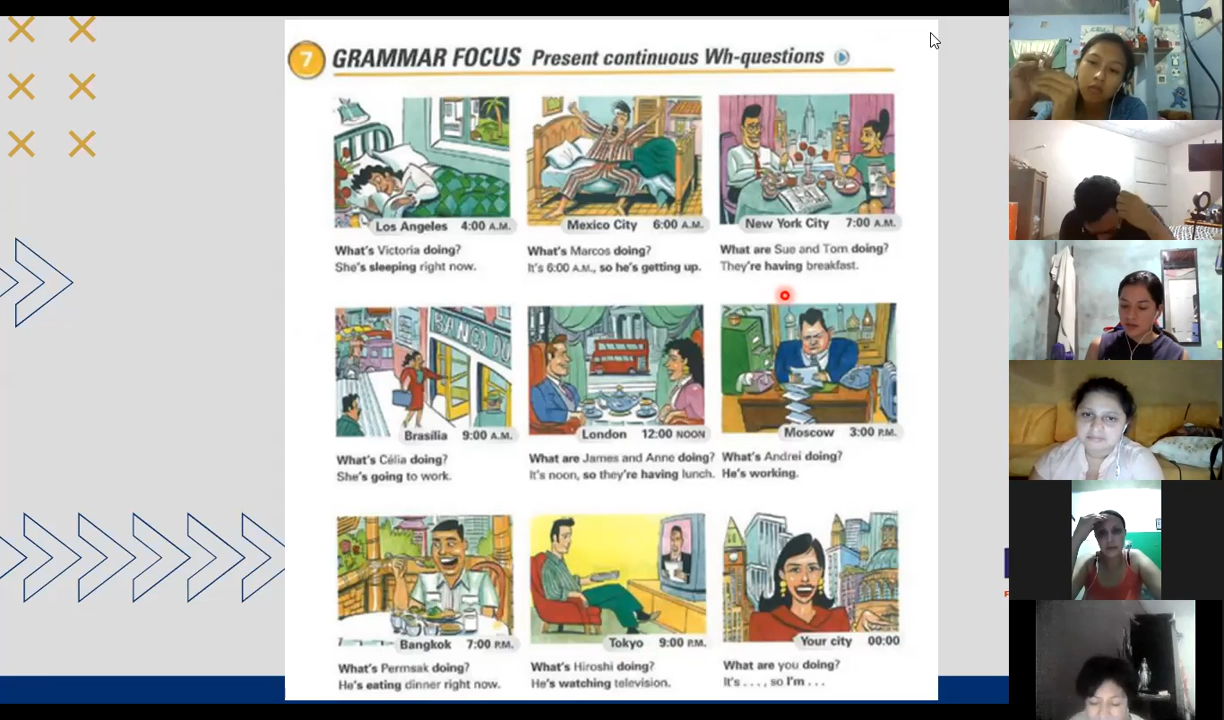 7 GRAMMAR FOCUS Present continuous Wh-questions
Los Angeles 4:00 A.M.
What's Victoria doing?
She's sleeping right now.
Mexico City 6:00 A.M.
What's Marcos doing?
It's 6:00 A.M., so he's getting up.
New York City 7:00 A.M.
What are Sue and Tom doing?
They're having breakfast.
BANCO DU
Brasília 9:00 A.M.
What's Célia doing?
She's going to work.
London 12:00 NOON
What are James and Anne doing?
It's noon, so they're having lunch.
Moscow 3:00 P.M.
What's Andrei doing?
He's working.
Bangkok 7:00 P.M.
What's Permsak doing?
He's eating dinner right now.
Tokyo 9:00 P.M.
What's Hiroshi doing?
He's watching television.
Your city 00:00
What are you doing?
It's . . . , so I'm . . .